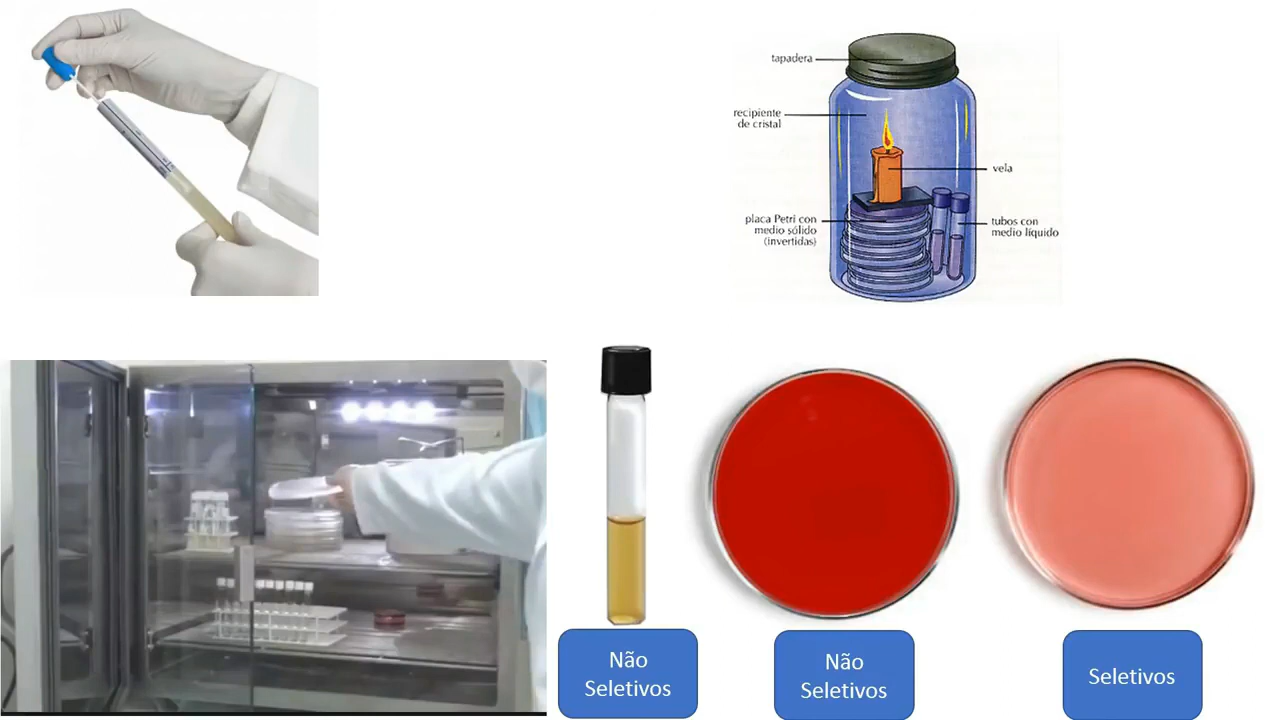 tapadera
recipiente
de cristal
vela
placa Petri con
medio sólido
(invertidas)
tubos con
medio líquido
Não
Seletivos
Não
Seletivos
Seletivos